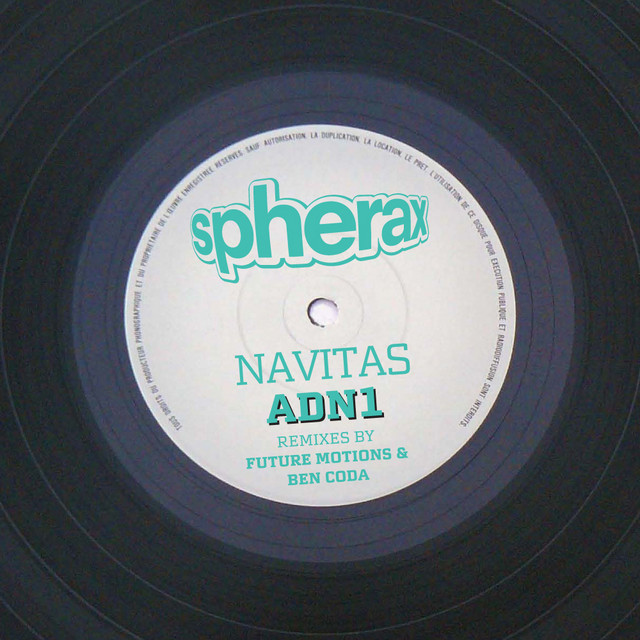 TOUS DROITS DU PRODUCTEUR PHONOGRAPHIQUE ET DU PROPRIETAIRE DE L'ŒUVRE ENREGISTREE RESERVES. SAUF AUTORISATION, LA DUPLICATION, LA LOCATION, LE PRET, L'UTILISATION DE CE DISQUE POUR EXECUTION PUBLIQUE ET RADIODIFFUSION SONT INTERDITS.
spherax
NAVITAS
ADN1
REMIXES BY
FUTURE MOTIONS &
BEN CODA